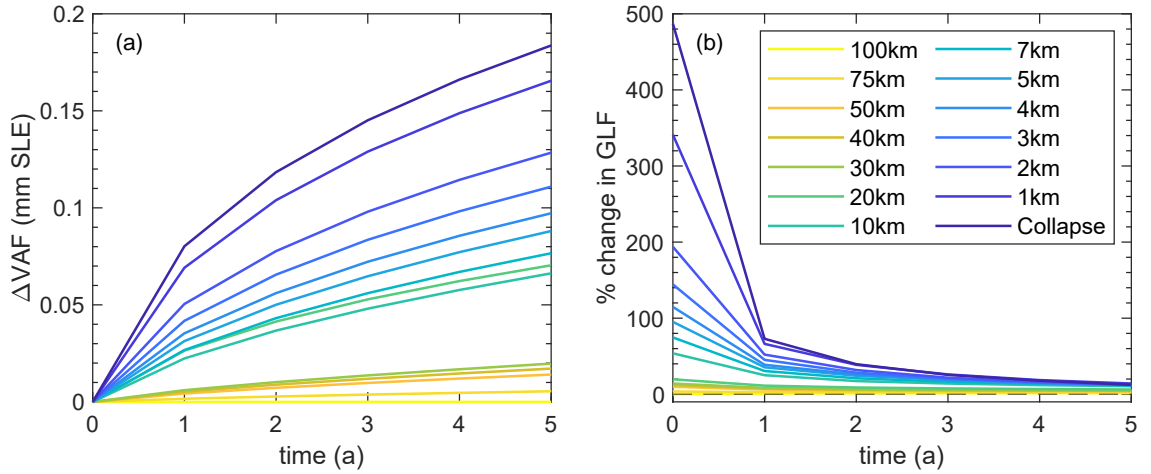 (a)
ΔVAF (mm SLE)
0.2
0.15
0.1
0.05
0
0 1 2 3 4 5
time (a)
(b)
% change in GLF
500
400
300
200
100
0
0 1 2 3 4 5
time (a)
100km
75km
50km
40km
30km
20km
10km
7km
5km
4km
3km
2km
1km
Collapse